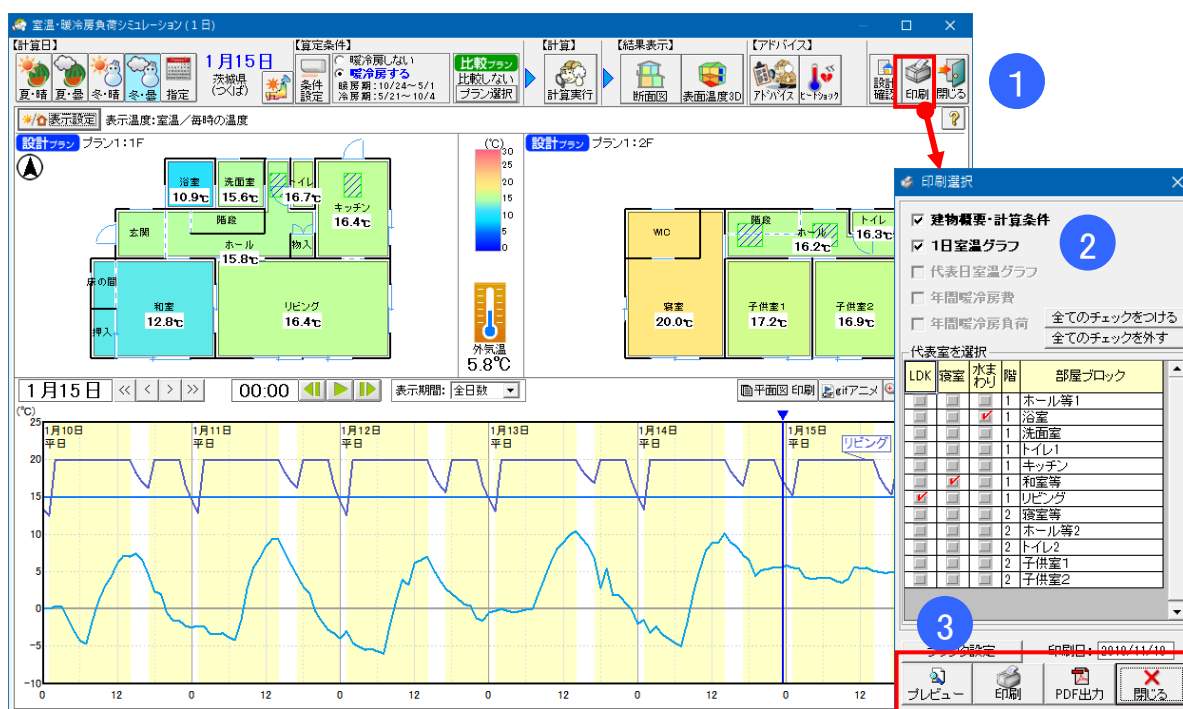 室温・暖冷房負荷シミュレーション(1日)
【計算日】
夏・晴 夏・曇 冬・晴 冬・曇 指定
1月15日
茨城県
(つくば)
【算定条件】
条件
設定
暖冷房しない
暖冷房する
暖房期:10/24~5/1
冷房期:5/21~10/4
比較プラン
比較しない
プラン選択
【計算】
計算実行
【結果表示】
断面図 表面温度3D
【アドバイス】
アドバイス ヒートショック
設計
確認
印刷 閉じる
1
表示設定 表示温度:室温/毎時の温度
?
設計プラン プラン1:1F
浴室
10.9℃
洗面室
15.6℃
トイレ
16.7℃
キッチン
16.4℃
玄関
階段
ホール
15.8℃
物入
床の間
和室
12.8℃
押入
リビング
16.4℃
(℃)
30
25
20
15
10
5
0
外気温
5.8℃
設計プラン プラン1:2F
WIC
階段
ホール
16.2℃
トイレ
16.3℃
寝室
20.0℃
子供室1
17.2℃
子供室2
16.9℃
1月15日 << < > >> 00:00 表示期間: 全日数
平面図 印刷 gifアニメ
(℃)
25
20
15
10
5
0
-5
-10
1月10日
平日
1月11日
平日
1月12日
平日
1月13日
平日
1月14日
平日
1月15日
平日
リビング
0 12 0 12 0 12 0 12 0 12 0 12
印刷選択
建物概要・計算条件
1日室温グラフ
2
代表日室温グラフ
年間暖冷房費
年間暖冷房負荷
全てのチェックをつける
全てのチェックを外す
代表室を選択
LDK 寝室 水まわり 階 部屋ブロック
1 ホール等1
1 浴室
1 洗面室
1 トイレ1
1 キッチン
1 和室等
1 リビング
2 寝室等
2 ホール等2
2 トイレ2
2 子供室1
2 子供室2
3
設定 印刷日:
プレビュー 印刷 PDF出力 閉じる